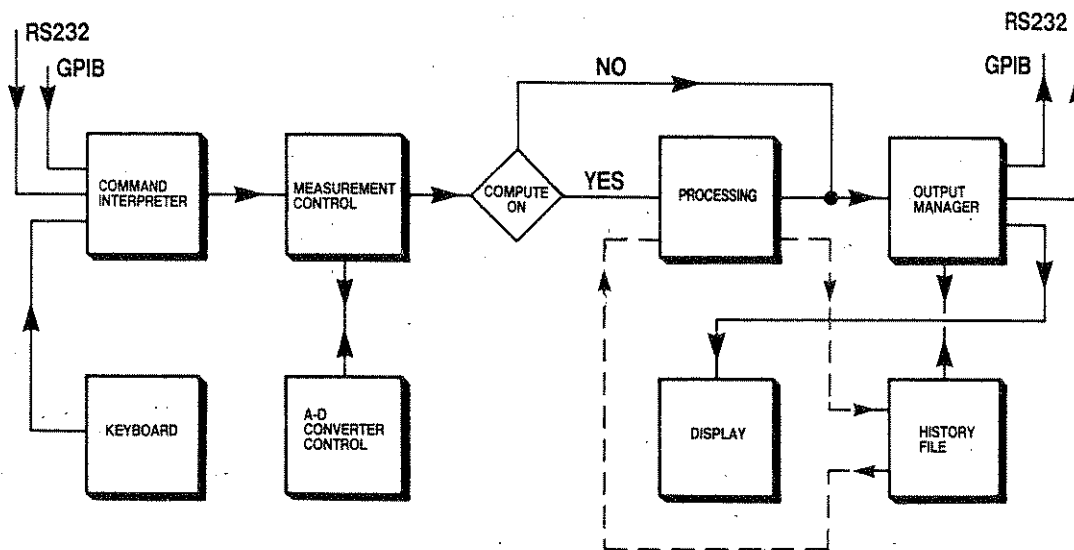 RS232
GPIB
RS232
GPIB
NO
YES
COMMAND
INTERPRETER
MEASUREMENT
CONTROL
COMPUTE
ON
PROCESSING
OUTPUT
MANAGER
KEYBOARD
A-D
CONVERTER
CONTROL
DISPLAY
HISTORY
FILE